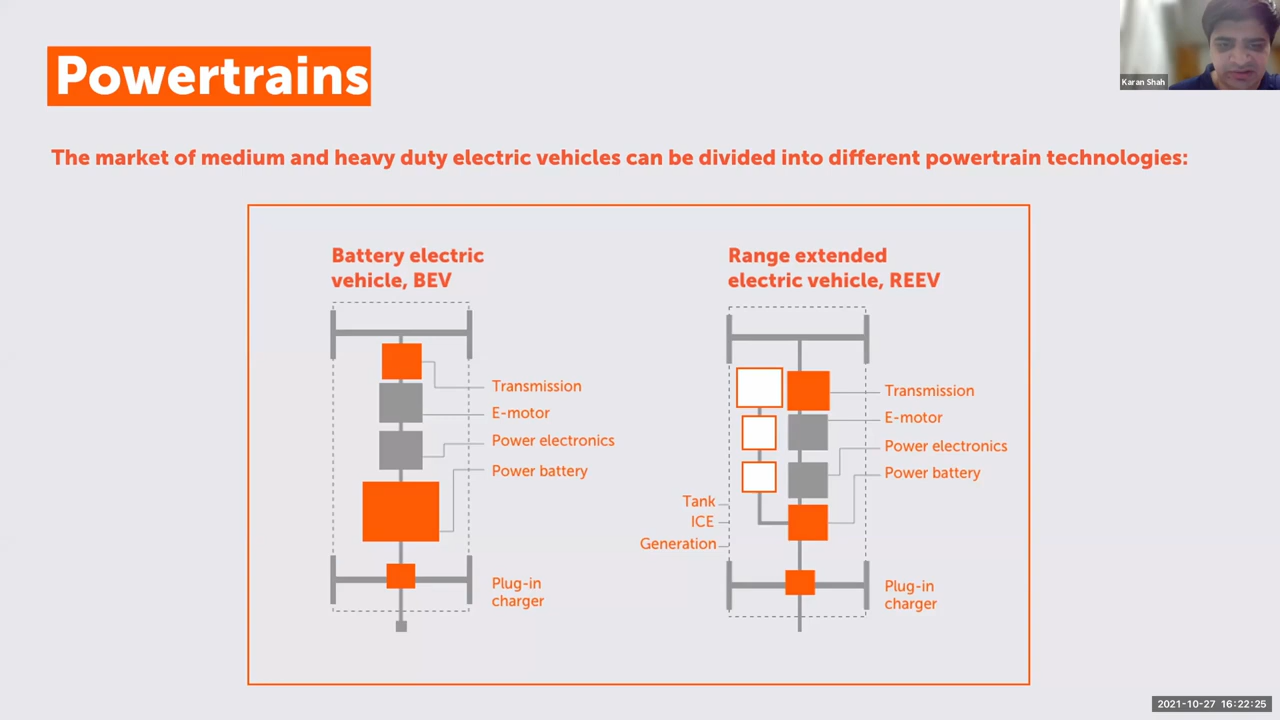 Powertrains
Karan Shah
The market of medium and heavy duty electric vehicles can be divided into different powertrain technologies:
Battery electric
vehicle, BEV
Transmission
E-motor
Power electronics
Power battery
Plug-in
charger
Range extended
electric vehicle, REEV
Transmission
E-motor
Power electronics
Power battery
Tank
ICE
Generation
Plug-in
charger
2021-10-27 16:22:25